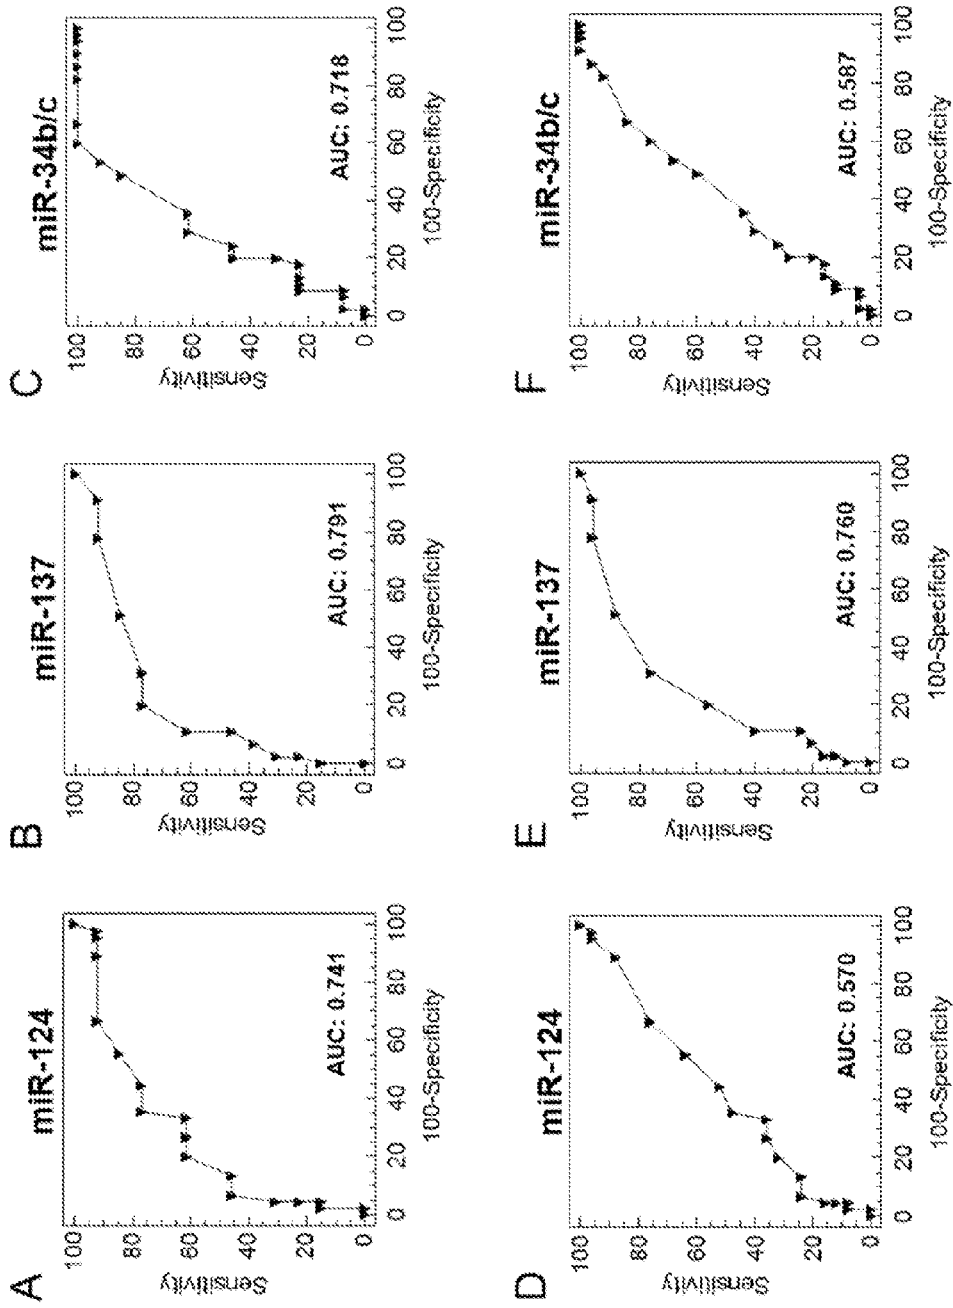 A
miR-124
Sensitivity
100
80
60
40
20
0
AUC: 0.741
0 20 40 60 80 100
100-Specificity
B
miR-137
Sensitivity
100
80
60
40
20
0
AUC: 0.791
0 20 40 60 80 100
100-Specificity
C
miR-34b/c
Sensitivity
100
80
60
40
20
0
AUC: 0.718
0 20 40 60 80 100
100-Specificity
D
miR-124
Sensitivity
100
80
60
40
20
0
AUC: 0.570
0 20 40 60 80 100
100-Specificity
E
miR-137
Sensitivity
100
80
60
40
20
0
AUC: 0.760
0 20 40 60 80 100
100-Specificity
F
miR-34b/c
Sensitivity
100
80
60
40
20
0
AUC: 0.587
0 20 40 60 80 100
100-Specificity